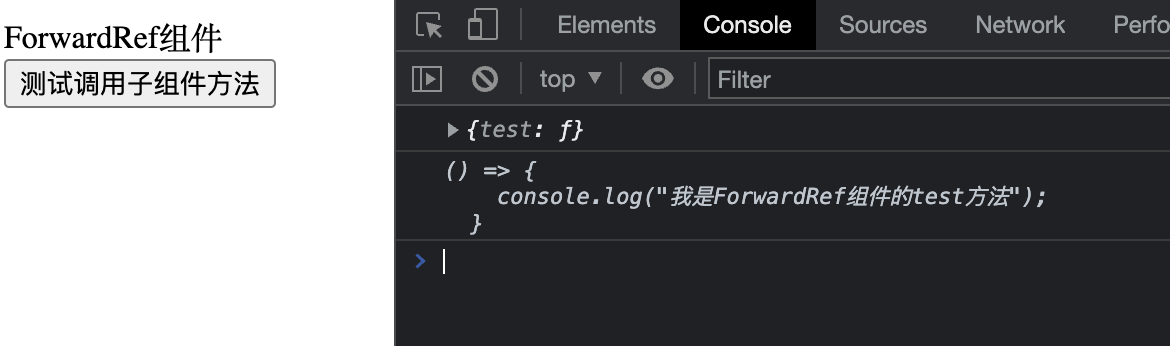 ForwardRef组件
测试调用子组件方法
Elements Console Sources Network Perfo
top Filter
{test: ƒ}
() => {
console.log("我是ForwardRef组件的test方法");
}